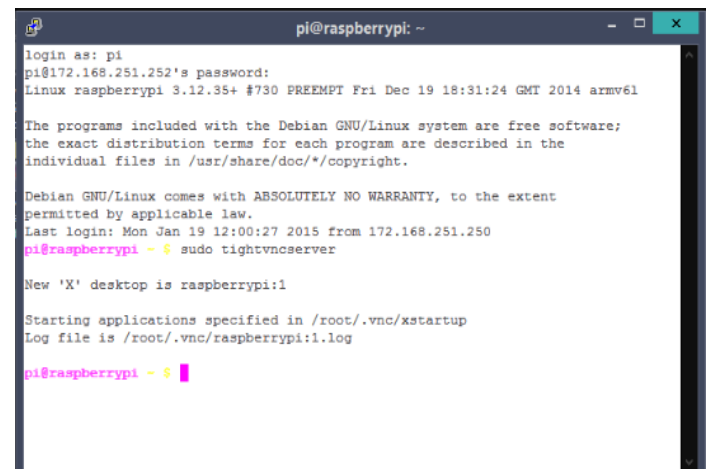 pi@raspberrypi: ~
login as: pi
pi@172.168.251.252's password:
Linux raspberrypi 3.12.35+ #730 PREEMPT Fri Dec 19 18:31:24 GMT 2014 armv6l
The programs included with the Debian GNU/Linux system are free software;
the exact distribution terms for each program are described in the
individual files in /usr/share/doc/*/copyright.
Debian GNU/Linux comes with ABSOLUTELY NO WARRANTY, to the extent
permitted by applicable law.
Last login: Mon Jan 19 12:00:27 2015 from 172.168.251.250
pi@raspberrypi ~ $ sudo tightvncserver
New 'X' desktop is raspberrypi:1
Starting applications specified in /root/.vnc/xstartup
Log file is /root/.vnc/raspberrypi:1.log
pi@raspberrypi ~ $